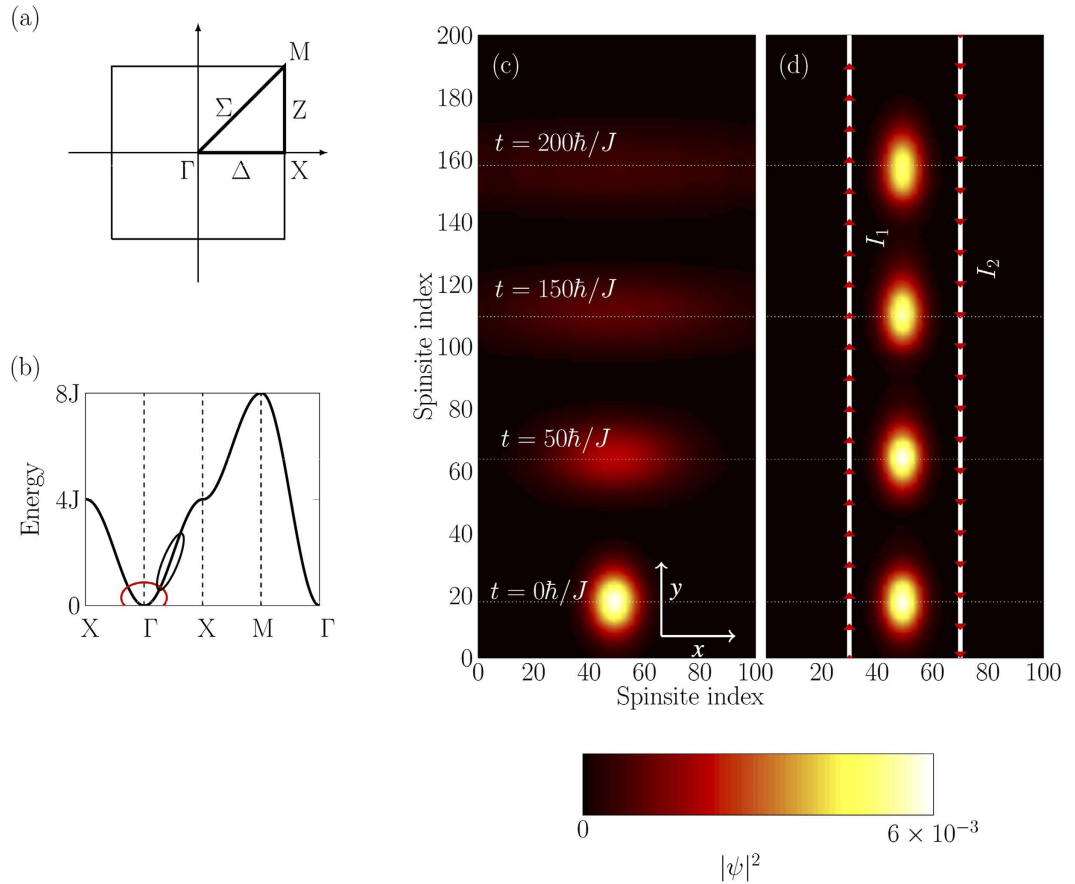 (a)
M
Σ
Z
Γ
Δ
X
(b)
8J
4J
0
Energy
X Γ X M Γ
(c)
200
180
160
140
120
100
80
60
40
20
0
Spinsite index
t = 200ħ/J
t = 150ħ/J
t = 50ħ/J
t = 0ħ/J
y
x
0 20 40 60 80 100
(d)
I₁
I₂
20 40 60 80 100
Spinsite index
0
6 × 10⁻³
|ψ|²